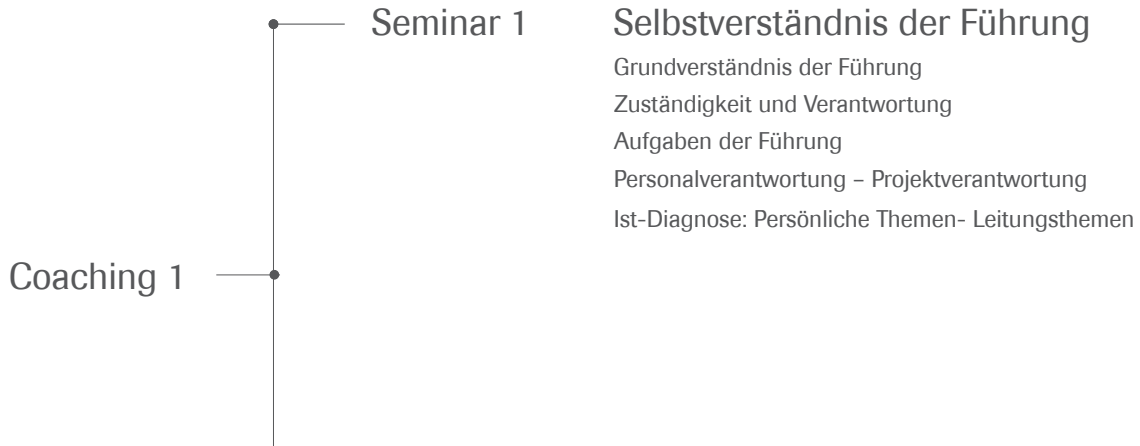 Seminar 1
Selbstverständnis der Führung
Grundverständnis der Führung
Zuständigkeit und Verantwortung
Aufgaben der Führung
Personalverantwortung – Projektverantwortung
Ist-Diagnose: Persönliche Themen- Leitungsthemen
Coaching 1